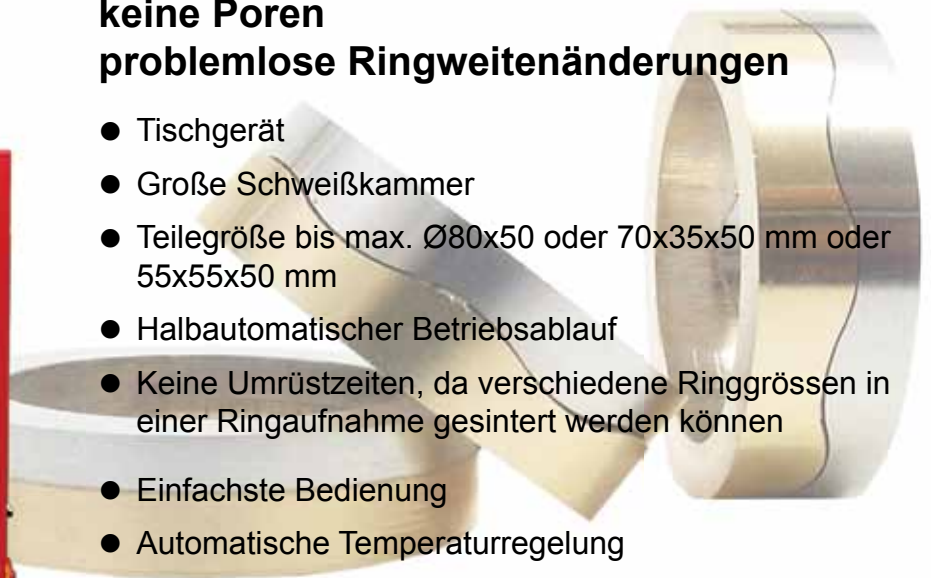 keine Poren
problemlose Ringweitenänderungen
● Tischgerät
● Große Schweißkammer
● Teilegröße bis max. Ø80x50 oder 70x35x50 mm oder
55x55x50 mm
● Halbautomatischer Betriebsablauf
● Keine Umrüstzeiten, da verschiedene Ringgrössen in
einer Ringaufnahme gesintert werden können
● Einfachste Bedienung
● Automatische Temperaturregelung